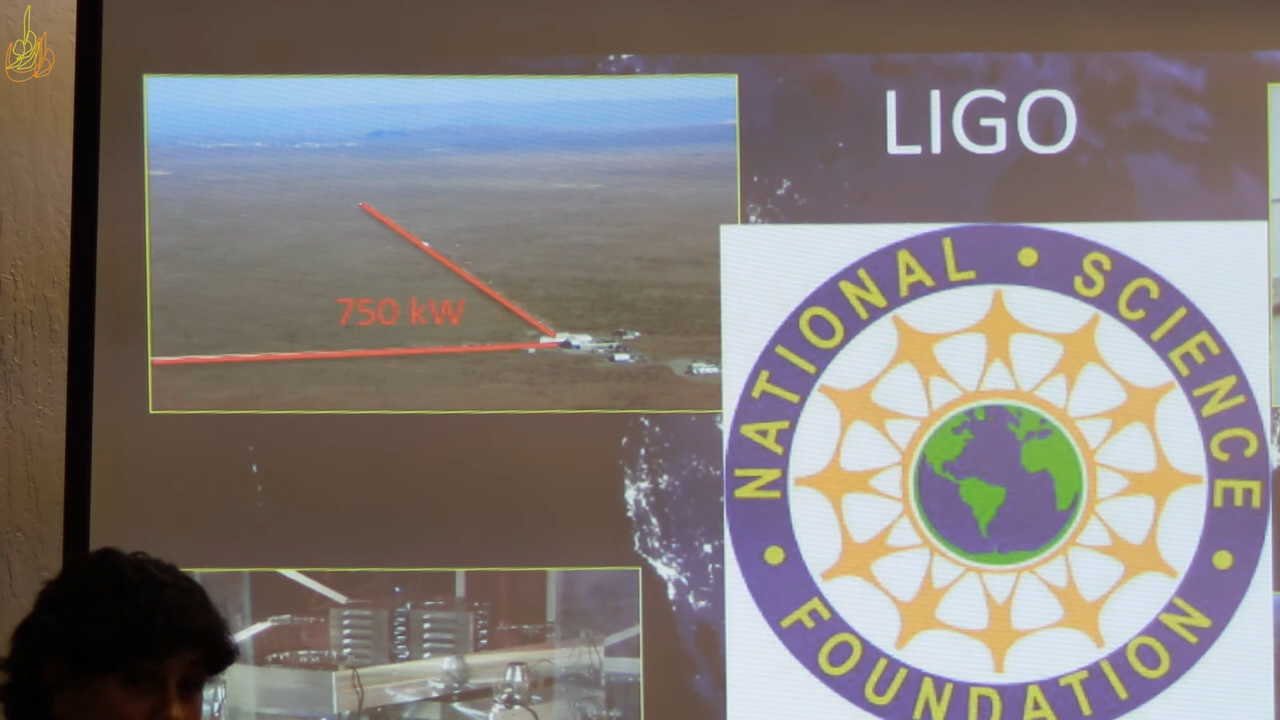 LIGO
750 kW
NATIONAL • SCIENCE • FOUNDATION •